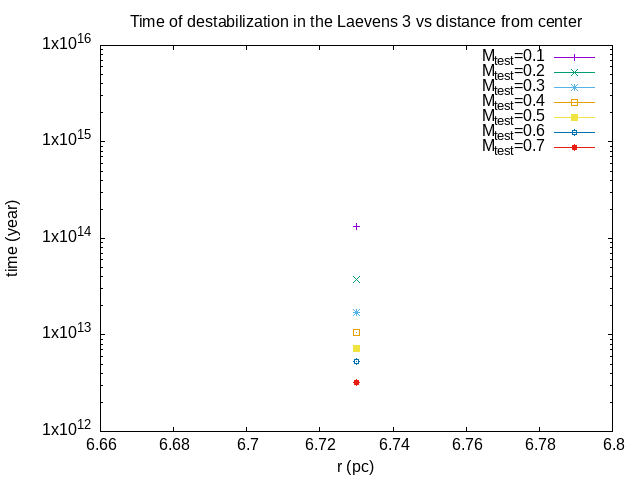 Time of destabilization in the Laevens 3 vs distance from center
1x10^16
1x10^15
1x10^14
1x10^13
1x10^12
time (year)
M_test=0.1
M_test=0.2
M_test=0.3
M_test=0.4
M_test=0.5
M_test=0.6
M_test=0.7
6.66 6.68 6.7 6.72 6.73 6.74 6.76 6.78 6.8
r (pc)